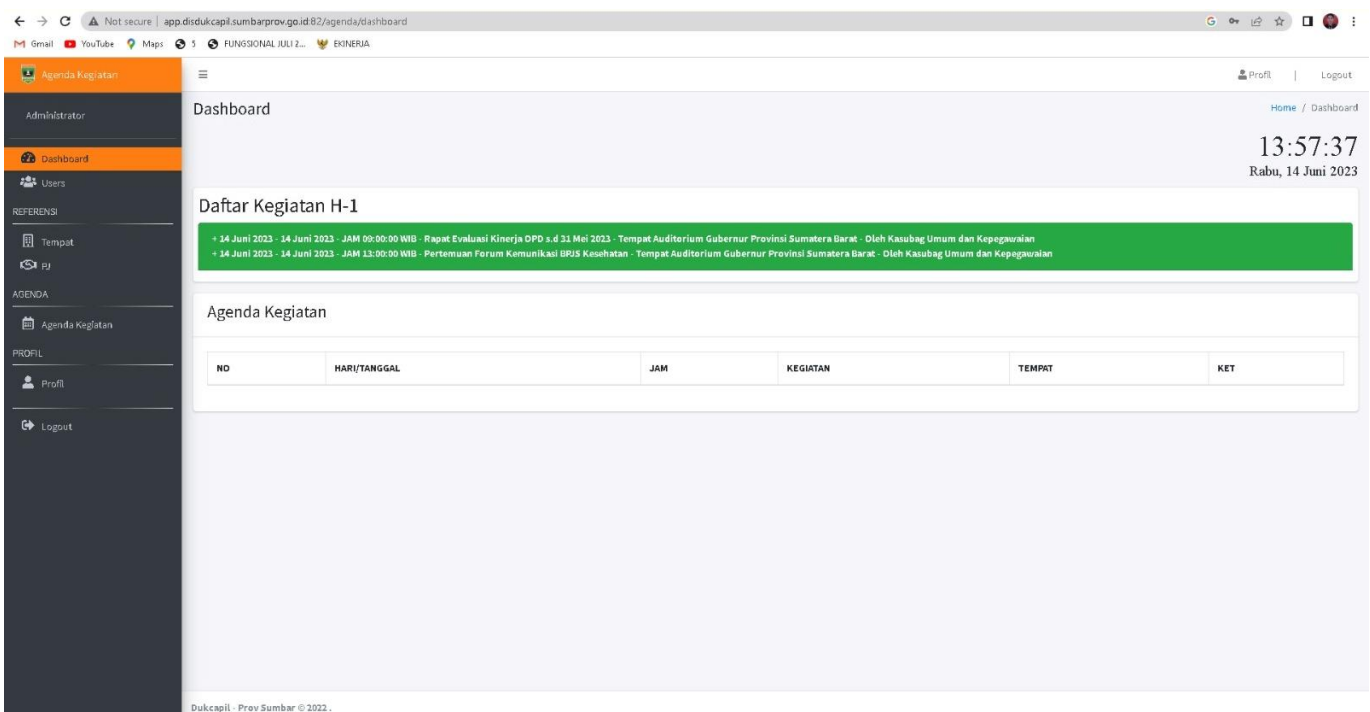 Not secure | app.disdukcapil.sumbarprov.go.id:82/agenda/dashboard
Gmail YouTube Maps 5 FUNGSIONAL JULI 2... EKINERJA
Agenda Kegiatan
Profil | Logout
Administrator
Dashboard
Home / Dashboard
13:57:37
Rabu, 14 Juni 2023
Dashboard
Users
REFERENSI
Tempat
PJ
AGENDA
Agenda Kegiatan
PROFIL
Profil
Logout
Daftar Kegiatan H-1
+ 14 Juni 2023 - 14 Juni 2023 - JAM 09:00:00 WIB - Rapat Evaluasi Kinerja OPD s.d 31 Mei 2023 - Tempat Auditorium Gubernur Provinsi Sumatera Barat - Oleh Kasubag Umum dan Kepegawaian
+ 14 Juni 2023 - 14 Juni 2023 - JAM 13:00:00 WIB - Pertemuan Forum Kemunikasi BPJS Kesehatan - Tempat Auditorium Gubernur Provinsi Sumatera Barat - Oleh Kasubag Umum dan Kepegawaian
Agenda Kegiatan
NO HARI/TANGGAL JAM KEGIATAN TEMPAT KET
Dukcapil - Prov Sumbar © 2022 .